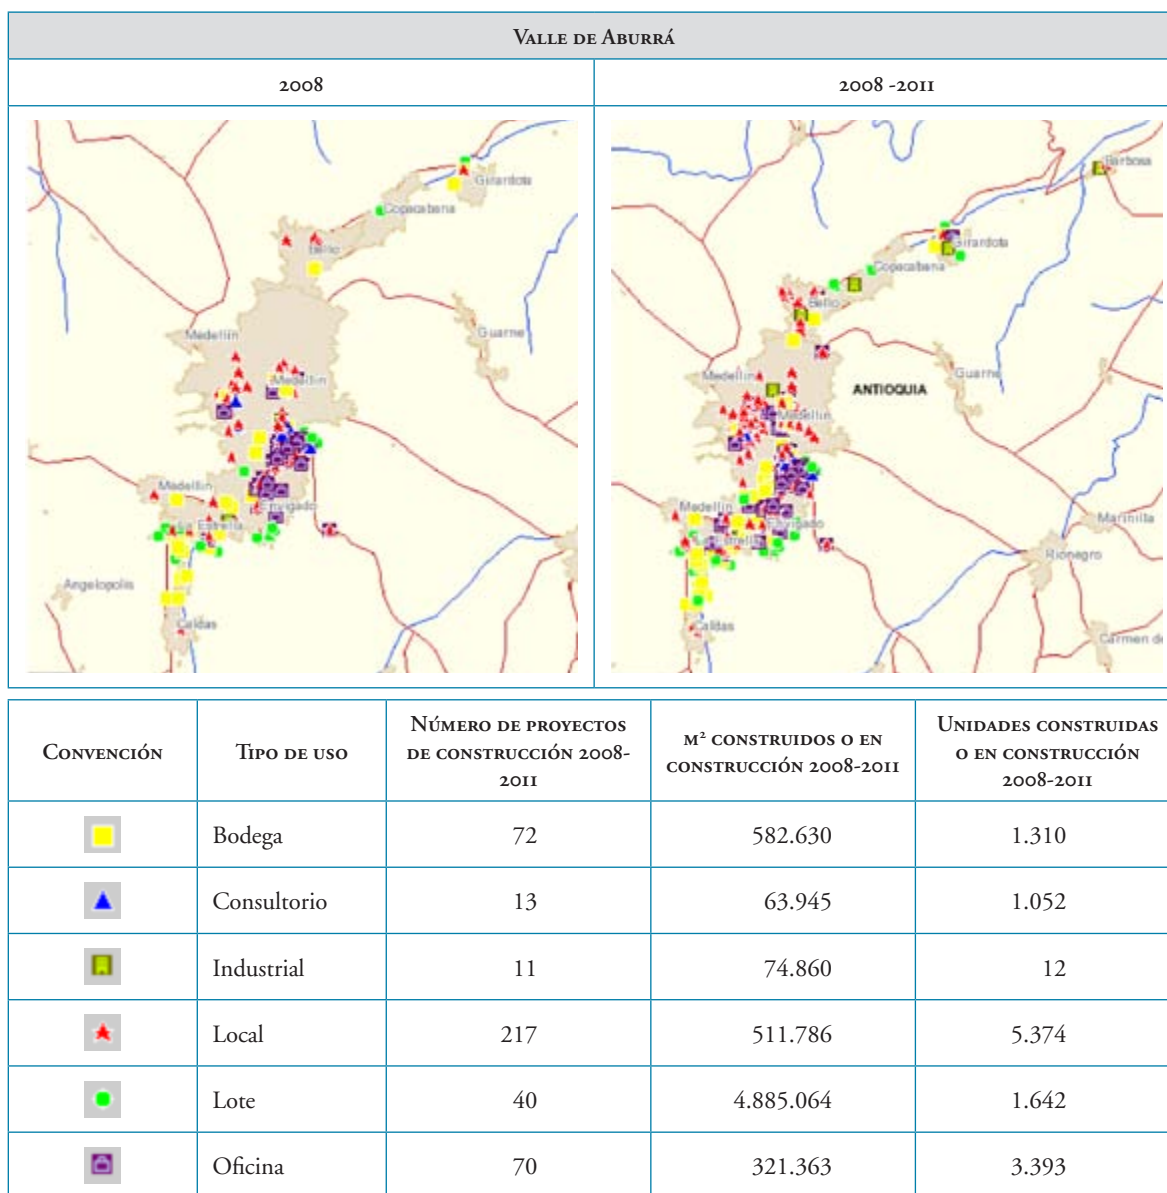 Valle de Aburrá
2008
2008 -2011
Girardota
Copacabana
Bello
Medellín
Guarne
Medellín
Medellín
Envigado
La Estrella
Angelopolis
Caldas
Barbosa
Girardota
Copacabana
Bello
Guarne
Medellín
ANTIOQUIA
Medellín
Medellín
Envigado
Marinilla
La Estrella
Rionegro
Caldas
Carmen de
Convención
Tipo de uso
Número de proyectos
de construcción 2008-
2011
m² construidos o en
construcción 2008-2011
Unidades construidas
o en construcción
2008-2011
Bodega 72 582.630 1.310
Consultorio 13 63.945 1.052
Industrial 11 74.860 12
Local 217 511.786 5.374
Lote 40 4.885.064 1.642
Oficina 70 321.363 3.393